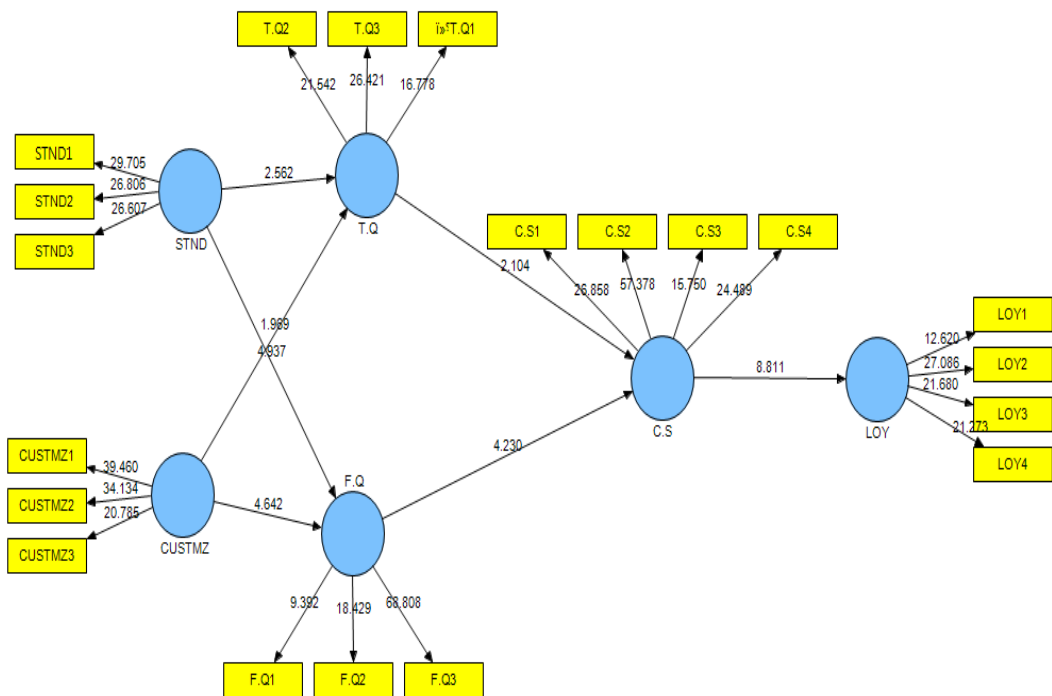 T.Q2
T.Q3
ï»¿T.Q1
21.542
26.421
16.778
STND1
STND2
STND3
29.705
26.806
26.607
STND
2.562
T.Q
C.S1
C.S2
C.S3
C.S4
2.104
57.378
15.750
24.489
LOY1
LOY2
LOY3
LOY4
12.620
27.086
21.680
21.273
1.969
4.937
8.811
C.S
LOY
4.230
CUSTMZ1
CUSTMZ2
CUSTMZ3
39.460
34.134
20.785
CUSTMZ
4.642
F.Q
9.392
18.429
68.808
F.Q1
F.Q2
F.Q3